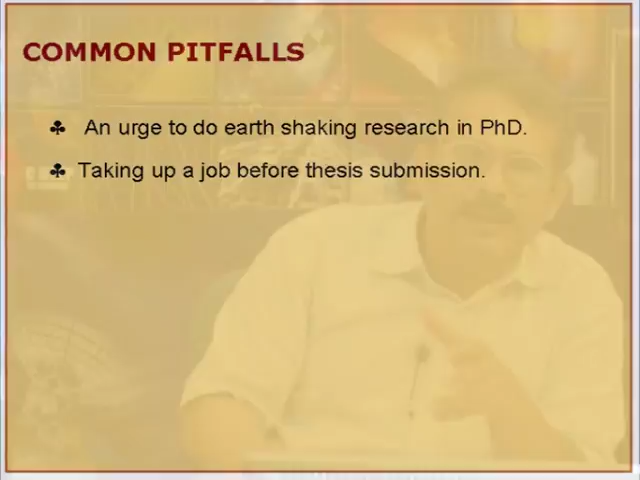 COMMON PITFALLS
♣ An urge to do earth shaking research in PhD.
♣ Taking up a job before thesis submission.